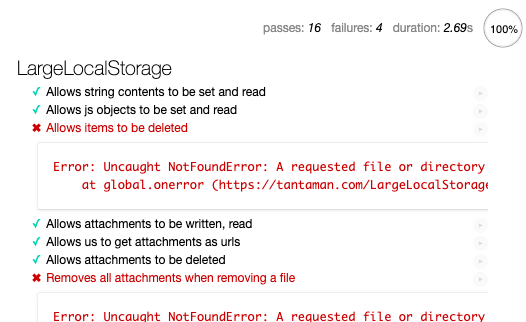 passes: 16 failures: 4 duration: 2.69s 100%
LargeLocalStorage
✓ Allows string contents to be set and read
✓ Allows js objects to be set and read
✖ Allows items to be deleted
Error: Uncaught NotFoundError: A requested file or directory
at global.onerror (https://tantaman.com/LargeLocalStorage
✓ Allows attachments to be written, read
✓ Allows us to get attachments as urls
✓ Allows attachments to be deleted
✖ Removes all attachments when removing a file
Error: Uncaught NotFoundError: A requested file or directory